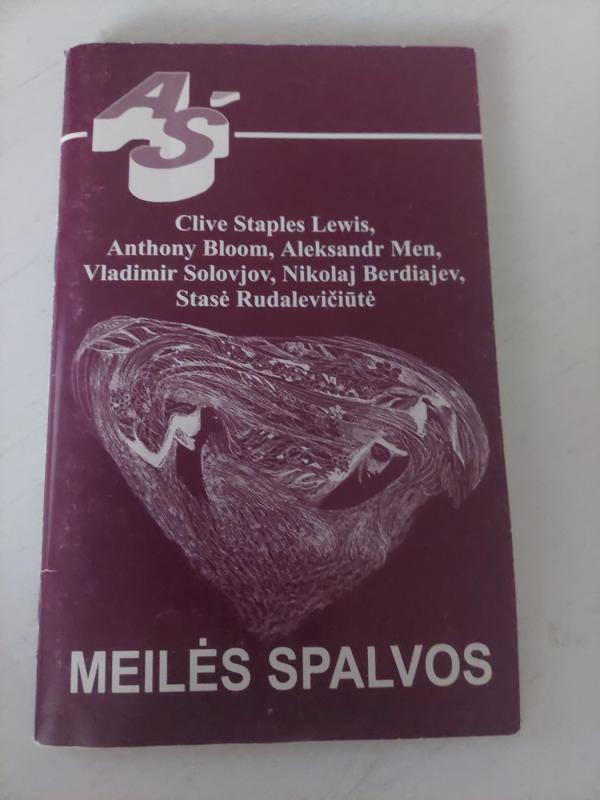 AŠ
Clive Staples Lewis,
Anthony Bloom, Aleksandr Men,
Vladimir Solovjov, Nikolaj Berdiajev,
Stasė Rudalevičiūtė
MEILĖS SPALVOS